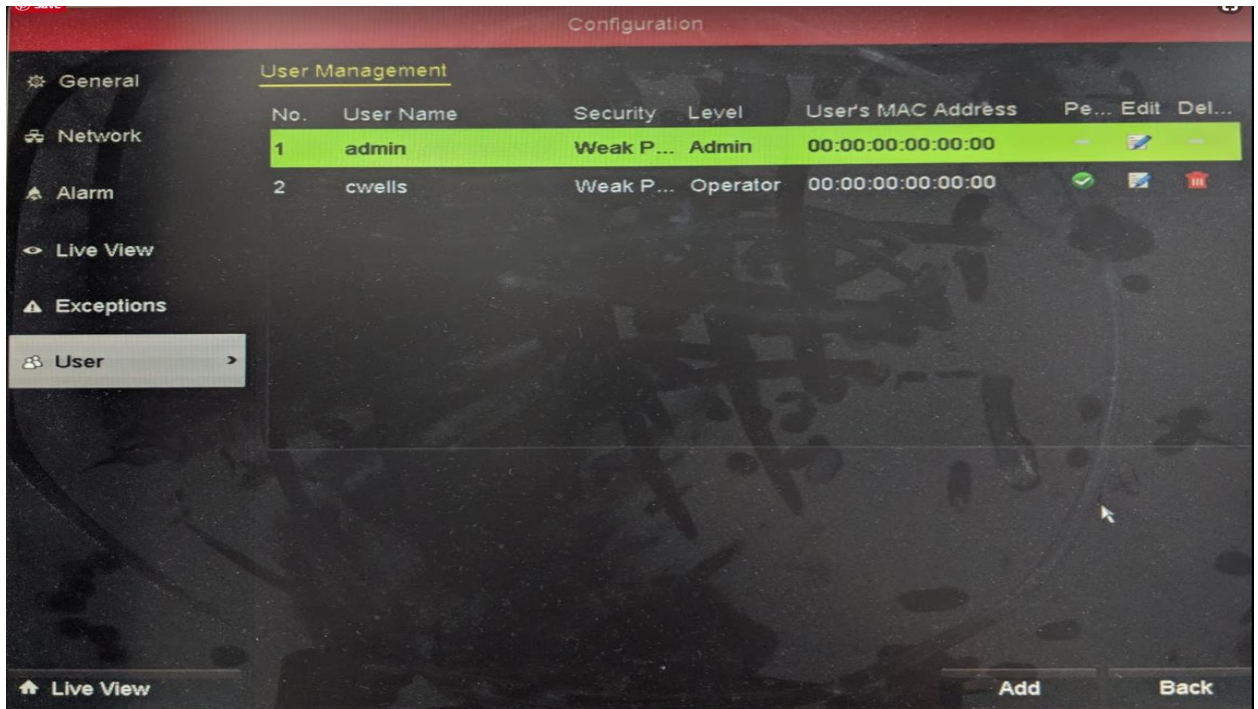 Save
Configuration
General
Network
Alarm
Live View
Exceptions
User >
User Management
No. User Name Security Level User's MAC Address Pe... Edit Del...
1 admin Weak P... Admin 00:00:00:00:00:00
2 cwells Weak P... Operator 00:00:00:00:00:00
Live View
Add
Back